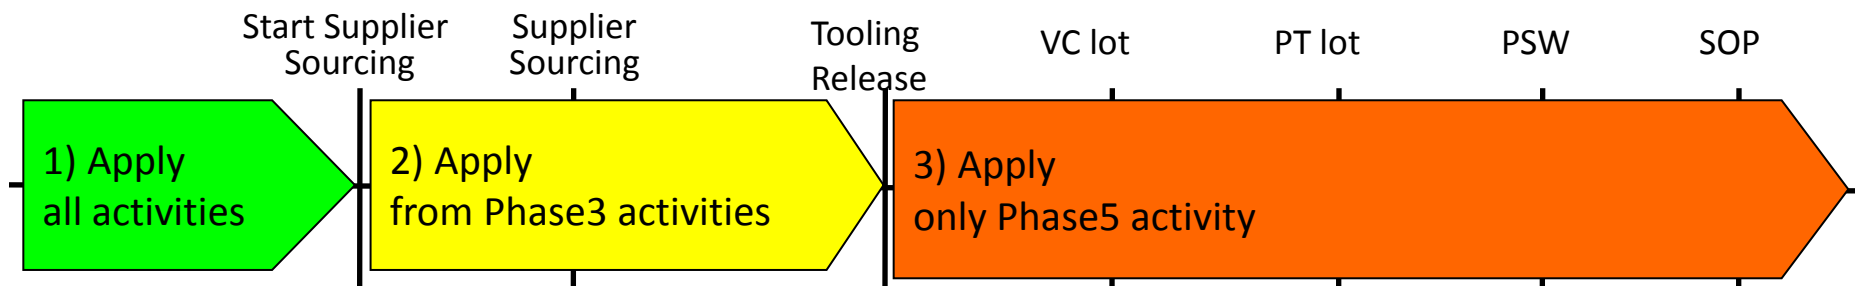 Start Supplier
Sourcing
Supplier
Sourcing
Tooling
Release
VC lot
PT lot
PSW
SOP
1) Apply
all activities
2) Apply
from Phase3 activities
3) Apply
only Phase5 activity